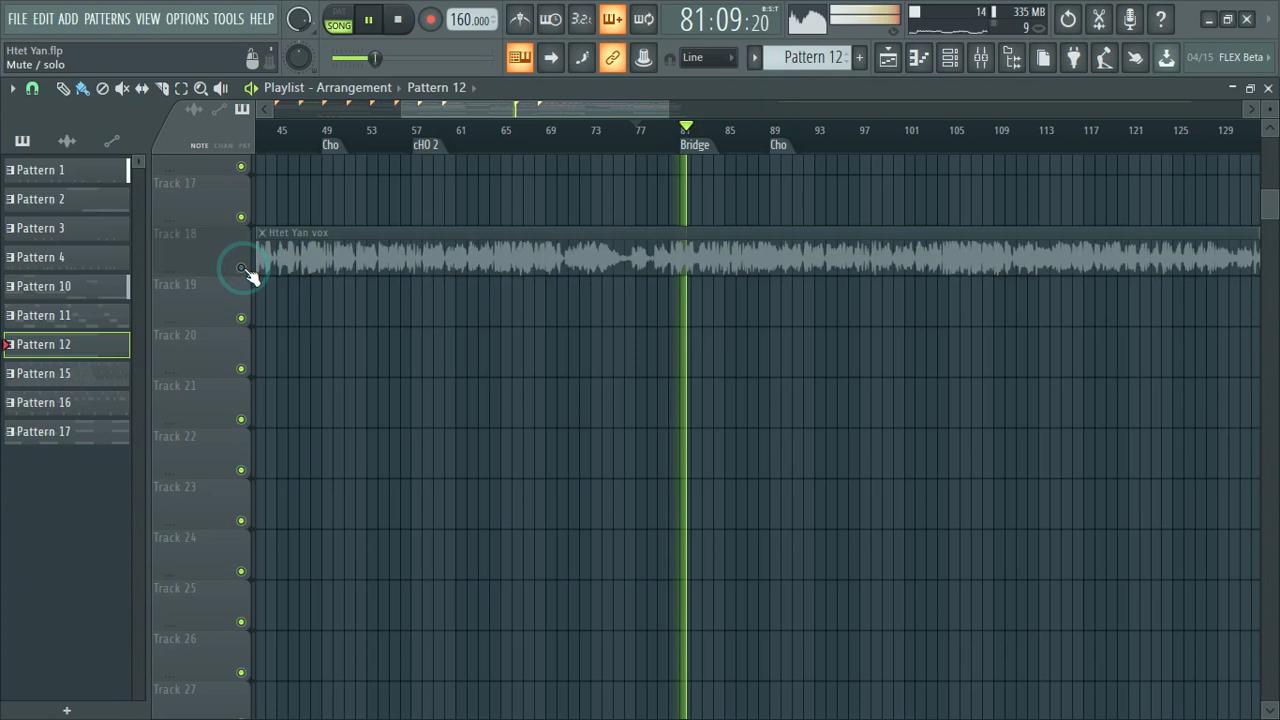 FILE EDIT ADD PATTERNS VIEW OPTIONS TOOLS HELP
PAT
SONG
160.000
3.2
81:09:20
B:S:T
14
335 MB
9
Htet Yan.flp
Mute / solo
Line
Pattern 12
04/15 FLEX Beta
Playlist - Arrangement
Pattern 12
NOTE CHAN PAT
45 49 53 57 61 65 69 73 77 81 85 89 93 97 101 105 109 113 117 121 125 129
Cho
cHO 2
Bridge
Cho
Pattern 1
Pattern 2
Pattern 3
Pattern 4
Pattern 10
Pattern 11
Pattern 12
Pattern 15
Pattern 16
Pattern 17
Track 17
Track 18
Htet Yan vox
Track 19
Track 20
Track 21
Track 22
Track 23
Track 24
Track 25
Track 26
Track 27